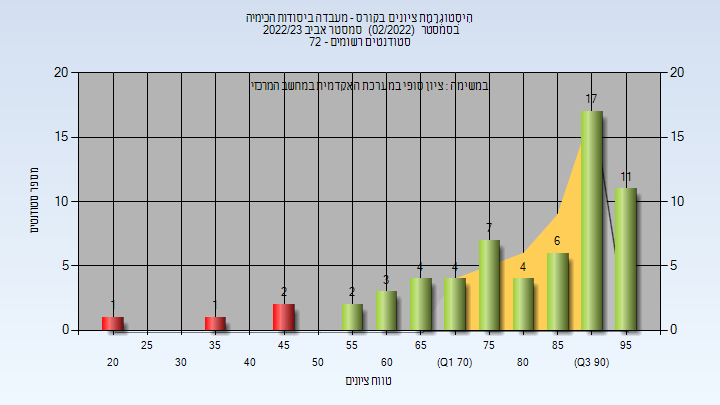 היסטוגרמת ציונים בקורס - מעבדה ביסודות הכימיה
בסמסטר (02/2022) סמסטר אביב 2022/23
סטודנטים רשומים - 72
במשימה : ציון סופי במערכת האקדמית במחשב המרכזי
20 20
15 15
10 10
5 5
0 0
מספר סטודנטים
1 1 2 2 3 4 4 7 4 6 17 11
25 35 45 55 65 75 85 95
20 30 40 50 60 (Q1 70) 80 (Q3 90)
טווח ציונים